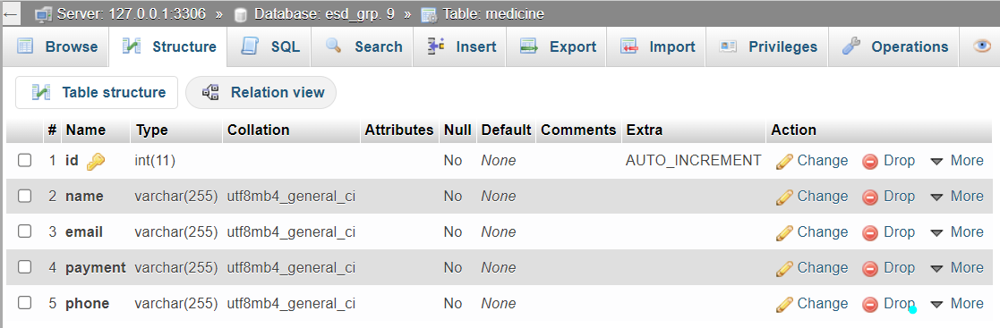 ← Server: 127.0.0.1:3306 » Database: esd_grp. 9 » Table: medicine
Browse Structure SQL Search Insert Export Import Privileges Operations
Table structure Relation view
# Name Type Collation Attributes Null Default Comments Extra Action
1 id int(11) No None AUTO_INCREMENT Change Drop More
2 name varchar(255) utf8mb4_general_ci No None Change Drop More
3 email varchar(255) utf8mb4_general_ci No None Change Drop More
4 payment varchar(255) utf8mb4_general_ci No None Change Drop More
5 phone varchar(255) utf8mb4_general_ci No None Change Drop More